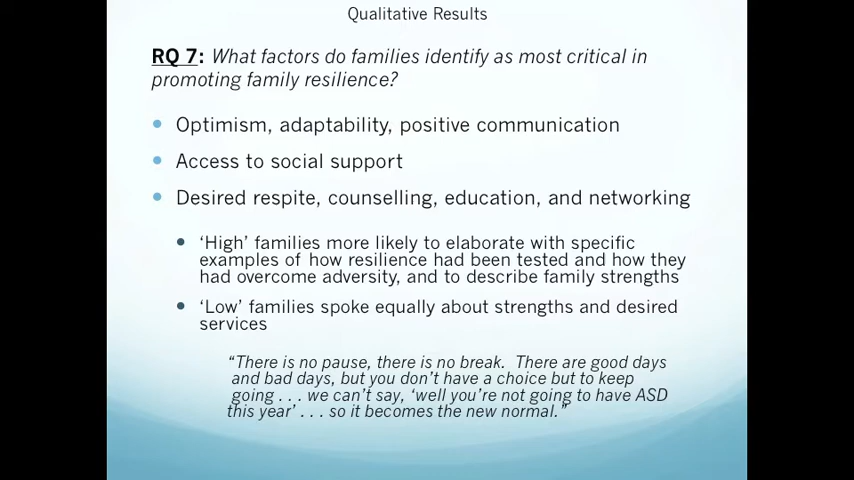 Qualitative Results
RQ 7: What factors do families identify as most critical in
promoting family resilience?
• Optimism, adaptability, positive communication
• Access to social support
• Desired respite, counselling, education, and networking
• ‘High’ families more likely to elaborate with specific
examples of how resilience had been tested and how they
had overcome adversity, and to describe family strengths
• ‘Low’ families spoke equally about strengths and desired
services
“There is no pause, there is no break. There are good days
and bad days, but you don’t have a choice but to keep
going . . . we can’t say, ‘well you’re not going to have ASD
this year’ . . . so it becomes the new normal.”